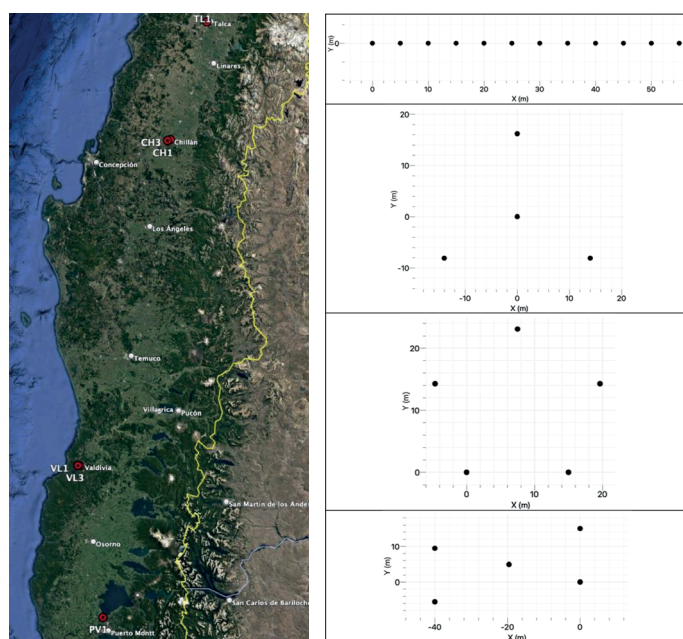 TL1
Talca
Linares
CH3
Chillán
CH1
Concepción
Los Ángeles
Temuco
Villarrica
Pucón
VL1
Valdivia
VL3
San Martin de los Ande
Osorno
San Carlos de Bariloche
PV1
Puerto Montt
Y (m)
0
0
10
20
30
40
50
X (m)
20
10
0
-10
Y (m)
-10
0
10
20
X (m)
20
10
0
Y (m)
0
10
20
X (m)
10
0
Y (m)
-40
-20
0
X (m)